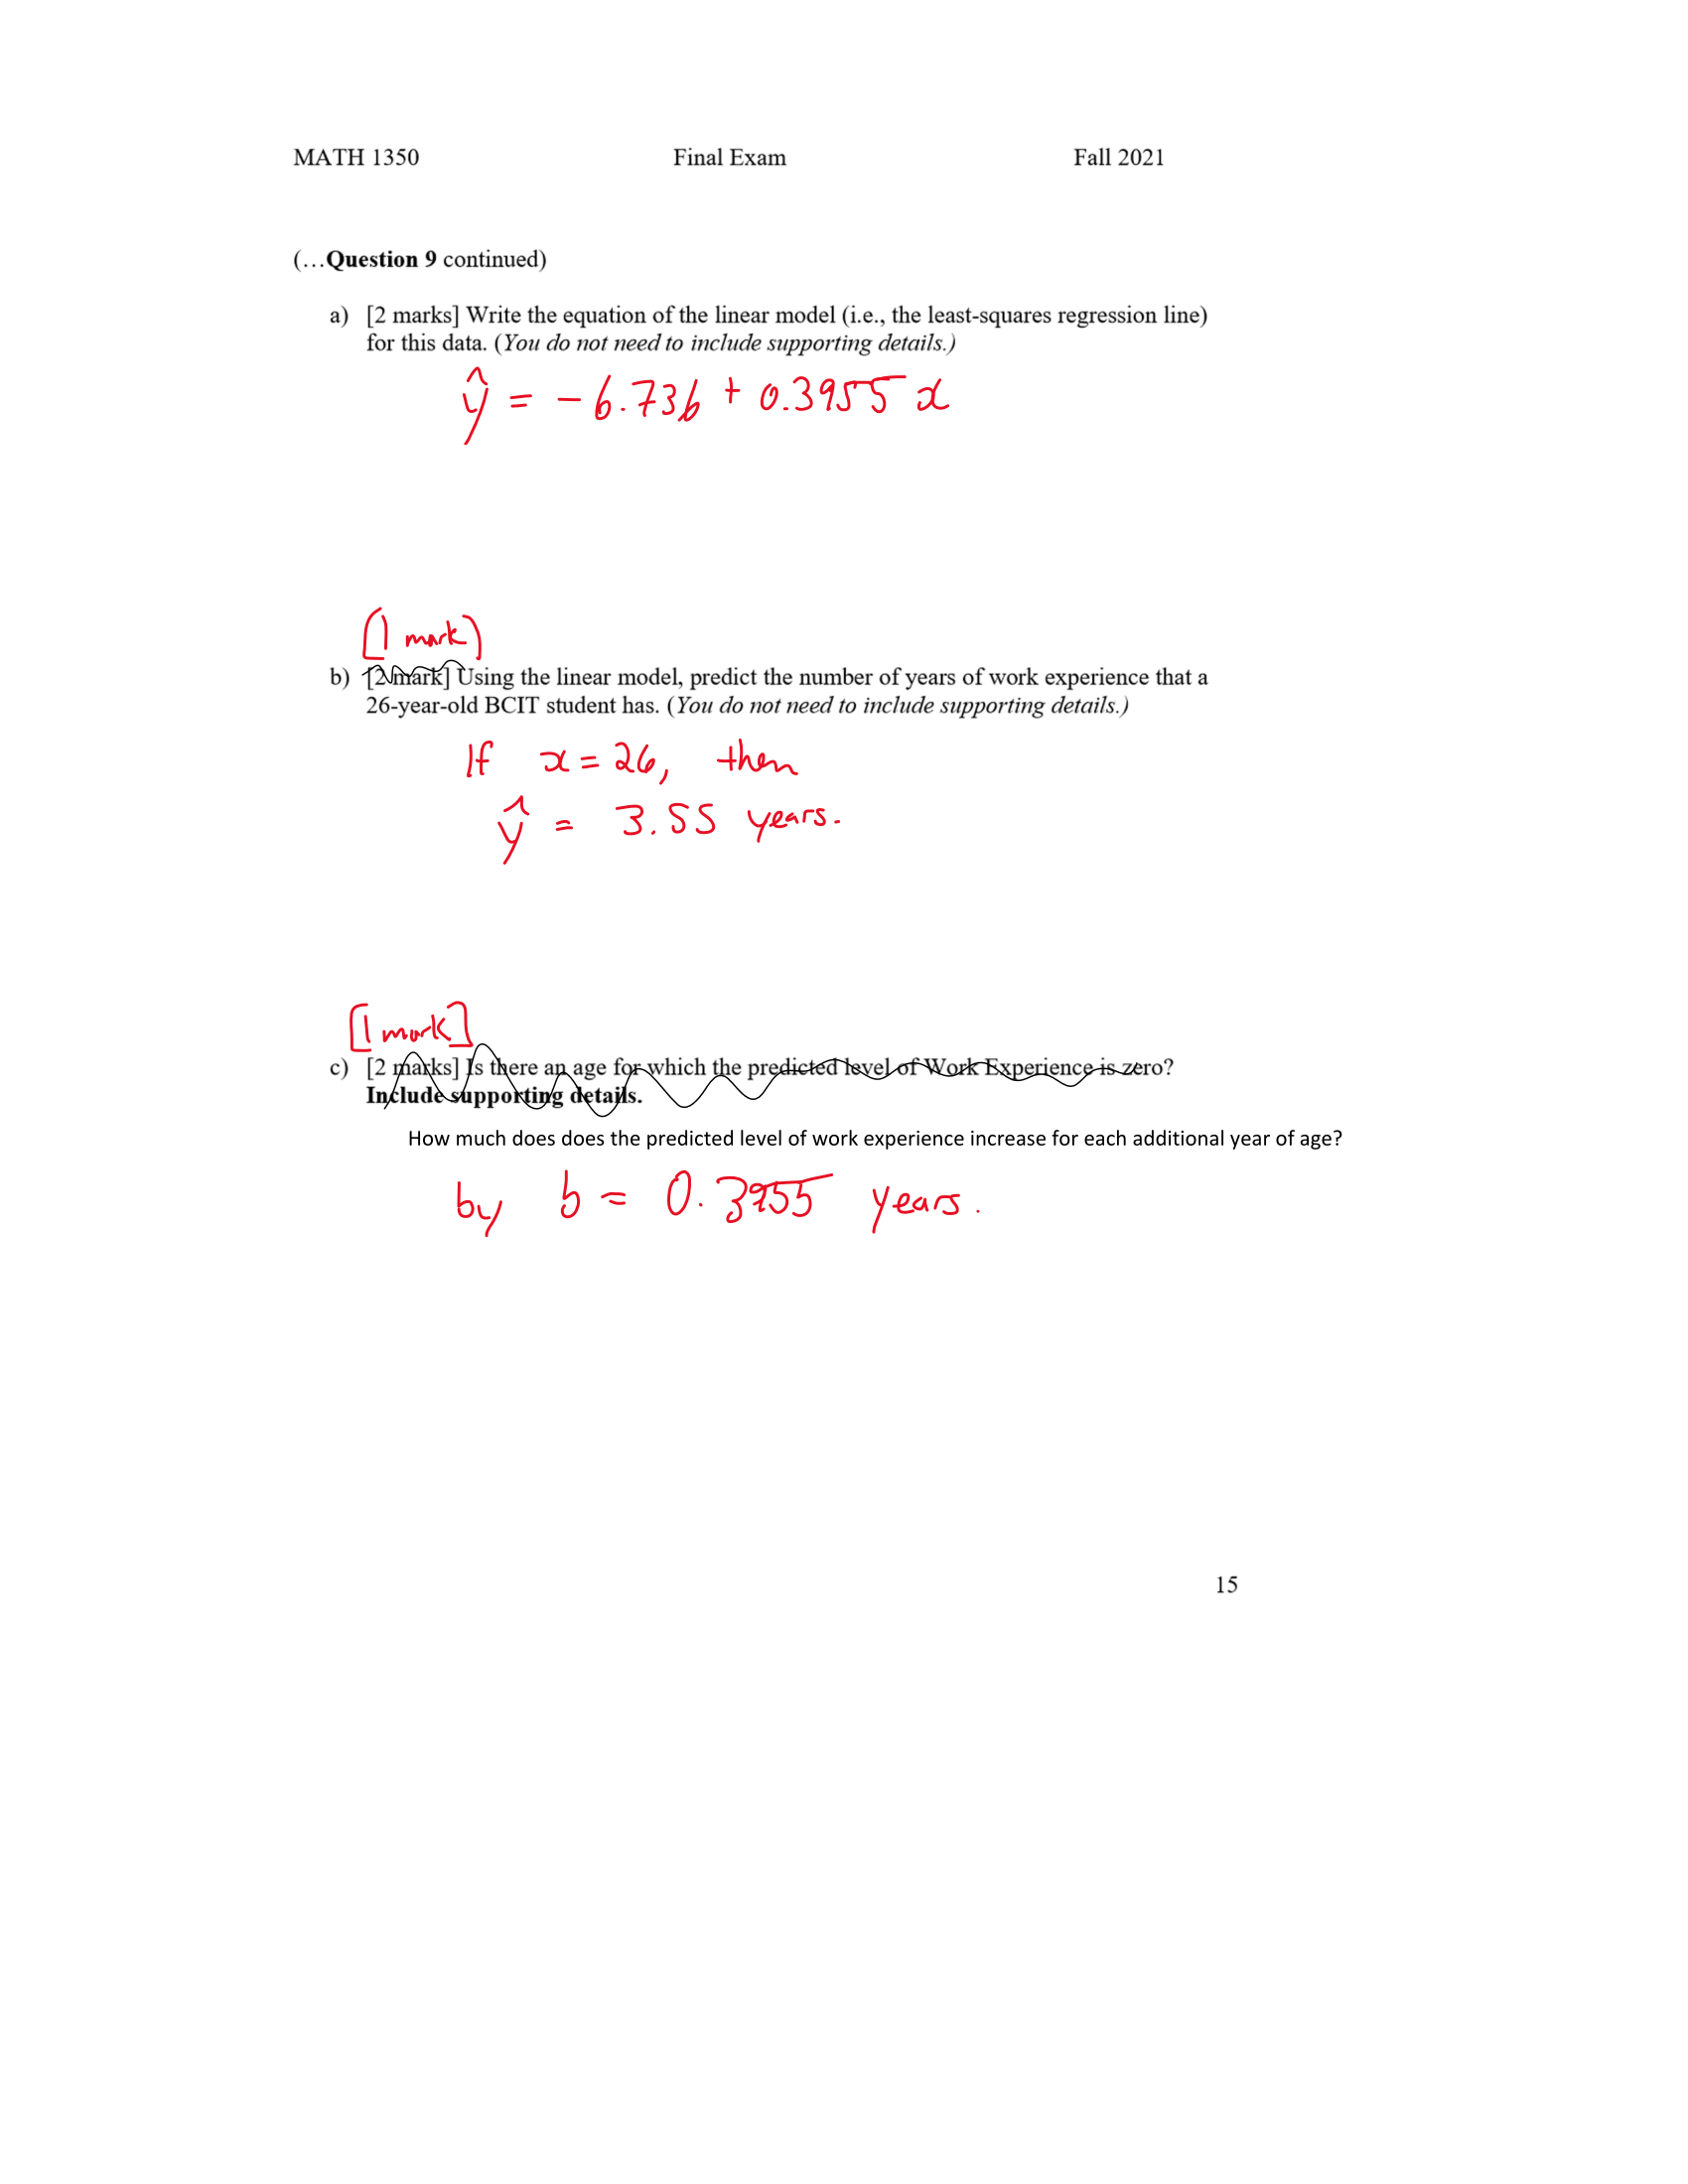 MATH 1350 Final Exam Fall 2021
(…Question 9 continued)
a) [2 marks] Write the equation of the linear model (i.e., the least-squares regression line)
for this data. (You do not need to include supporting details.)
ŷ = -6.736 + 0.3955 x
[1 mark]
b) [2 mark] Using the linear model, predict the number of years of work experience that a
26-year-old BCIT student has. (You do not need to include supporting details.)
If x = 26, then
ŷ = 3.55 years.
[1 mark]
c) [2 marks] Is there an age for which the predicted level of Work Experience is zero?
Include supporting details.
How much does does the predicted level of work experience increase for each additional year of age?
by b = 0.3955 years.
15